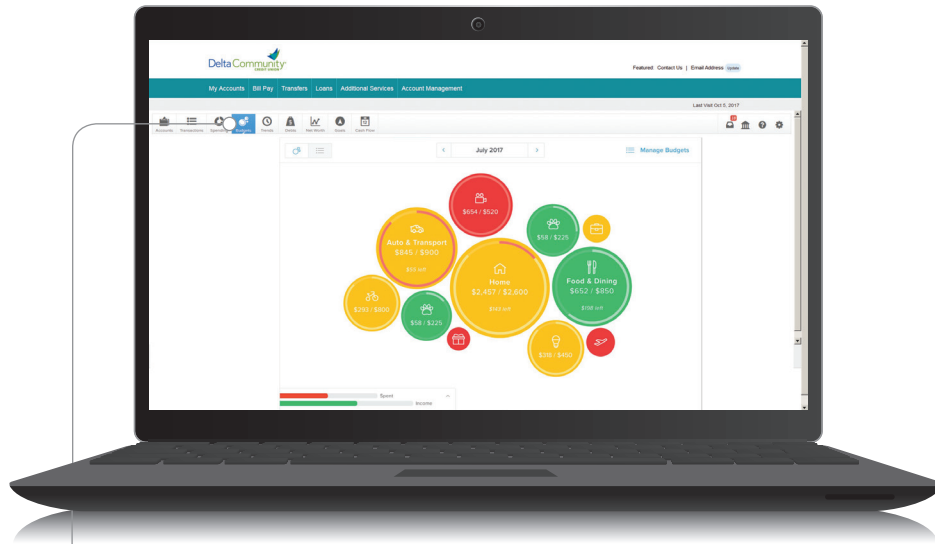 Delta Community
CREDIT UNION
Featured Contact Us | Email Address Update
My Accounts Bill Pay Transfers Loans Additional Services Account Management
Last Visit Oct 5, 2017
Accounts Transactions Spending Budgets Trends Debts Net Worth Goals Cash Flow
July 2017
Manage Budgets
$654 / $520
$58 / $225
Auto & Transport
$845 / $900
$55 left
Home
$2,457 / $2,600
$143 left
Food & Dining
$652 / $850
$198 left
$293 / $800
$58 / $225
$318 / $450
Spent
Income